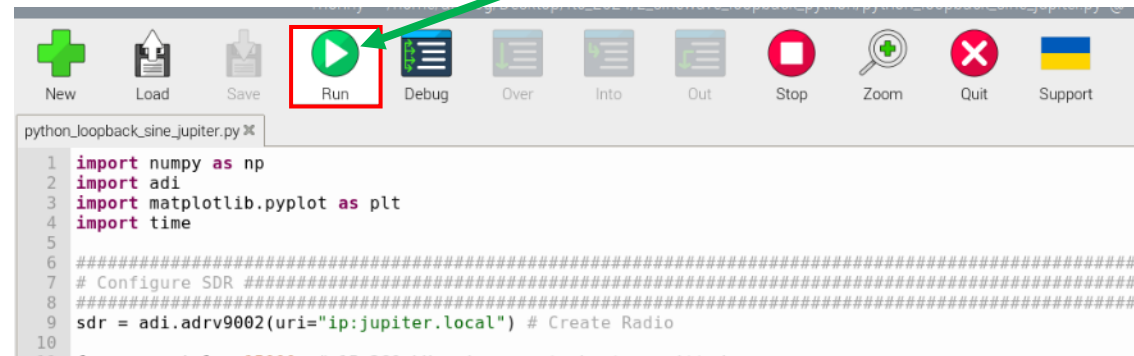 New Load Save Run Debug Over Into Out Stop Zoom Quit Support
python_loopback_sine_jupiter.py ✖
1 import numpy as np
2 import adi
3 import matplotlib.pyplot as plt
4 import time
5
6 ####################################################################################################
7 # Configure SDR ####################################################################################
8 ####################################################################################################
9 sdr = adi.adrv9002(uri="ip:jupiter.local") # Create Radio
10